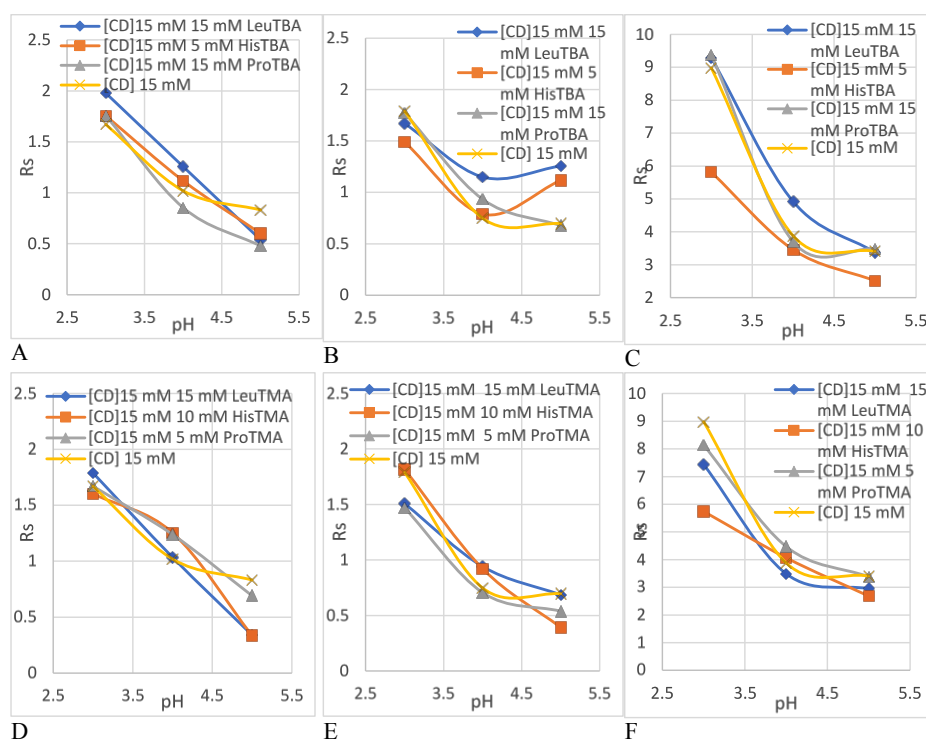 [CD]15 mM 15 mM LeuTBA
[CD]15 mM 5 mM HisTBA
[CD]15 mM 15 mM ProTBA
[CD] 15 mM
2.5
2
1.5
1
0.5
0
Rs
2.5
3.5
4.5
5.5
pH
A
[CD]15 mM 15
mM LeuTBA
[CD]15 mM 5
mM HisTBA
[CD]15 mM 15
mM ProTBA
[CD] 15 mM
2.5
2
1.5
1
0.5
0
Rs
2.5
3.5
4.5
5.5
pH
B
[CD]15 mM 15
mM LeuTBA
[CD]15 mM 5
mM HisTBA
[CD]15 mM 15
mM ProTBA
[CD] 15 mM
10
9
8
7
6
5
4
3
2
Rs
2.5
3.5
4.5
5.5
pH
C
[CD]15 mM 15 mM LeuTMA
[CD]15 mM 10 mM HisTMA
[CD]15 mM 5 mM ProTMA
[CD] 15 mM
2.5
2
1.5
1
0.5
0
Rs
2.5
3.5
4.5
5.5
pH
D
[CD]15 mM  15 mM LeuTMA
[CD]15 mM 10 mM HisTMA
[CD]15 mM  5 mM ProTMA
[CD] 15 mM
2.5
2
1.5
1
0.5
0
Rs
2.5
3.5
4.5
5.5
pH
E
[CD]15 mM  15
mM LeuTMA
[CD]15 mM 10
mM HisTMA
[CD]15 mM 5
mM ProTMA
[CD] 15 mM
10
9
8
7
6
5
4
3
2
1
0
Rs
2.5
3.5
4.5
5.5
pH
F